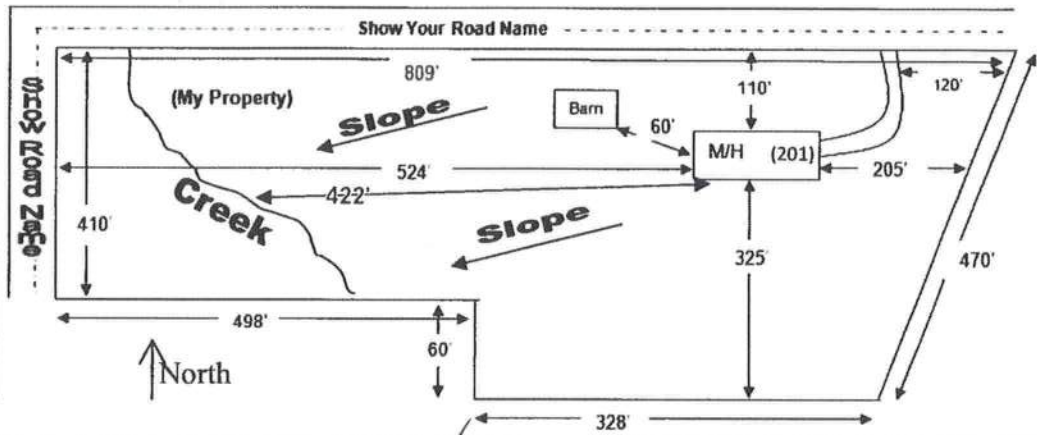 Show Your Road Name
Show Road Name
809'
110'
120'
(My Property)
Slope
Barn
60'
M/H (201)
524'
422'
205'
Creek
410'
Slope
325'
470'
498'
60'
North
328'